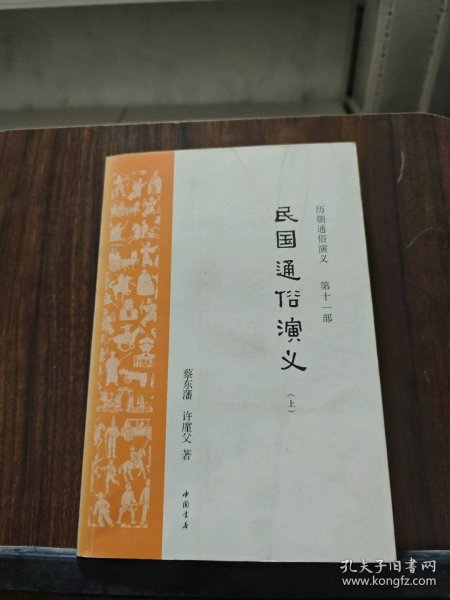 历朝通俗演义 第十一部
民国通俗演义
（上）
蔡东藩 许廑父 著
中国书店
孔夫子旧书网
www.kongfz.com